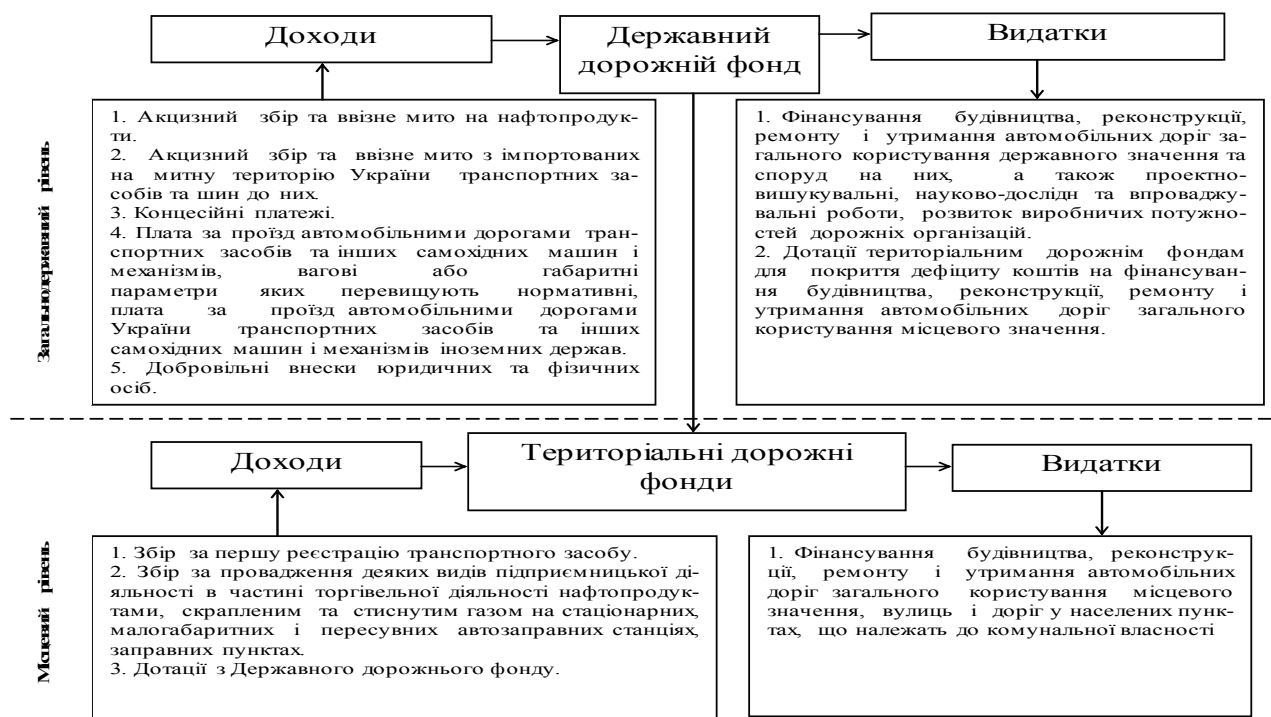 Доходи
Державний
дорожній фонд
Видатки
Загальнодержавний рівень
1. Акцизний збір та ввізне мито на нафтопродук-
ти.
2. Акцизний збір та ввізне мито з імпортованих
на митну територію України транспортних за-
собів та шин до них.
3. Концесійні платежі.
4. Плата за проїзд автомобільними дорогами тран-
спортних засобів та інших самохідних машин і
механізмів, вагові або габаритні
параметри яких перевищують нормативні,
плата за проїзд автомобільними дорогами
України транспортних засобів та інших
самохідних машин і механізмів іноземних держав.
5. Добровільні внески юридичних та фізичних
осіб.
1. Фінансування будівництва, реконструкції,
ремонту і утримання автомобільних доріг за-
гального користування державного значення та
споруд на них, а також проектно-
вишукувальні, науково-дослідн та впроваджу-
вальні роботи, розвиток виробничих потужно-
стей дорожніх організацій.
2. Дотації територіальним дорожнім фондам
для покриття дефіциту коштів на фінансуван-
ня будівництва, реконструкції, ремонту і
утримання автомобільних доріг загального
користування місцевого значення.
Доходи
Територіальні дорожні
фонди
Видатки
Місцевий рівень
1. Збір за першу реєстрацію транспортного засобу.
2. Збір за провадження деяких видів підприємницької ді-
яльності в частині торгівельної діяльності нафтопродук-
тами, скрапленим та стиснутим газом на стаціонарних,
малогабаритних і пересувних автозаправних станціях,
заправних пунктах.
3. Дотації з Державного дорожнього фонду.
1. Фінансування будівництва, реконструк-
ції, ремонту і утримання автомобільних
доріг загального користування місцевого
значення, вулиць і доріг у населених пунк-
тах, що належать до комунальної власності